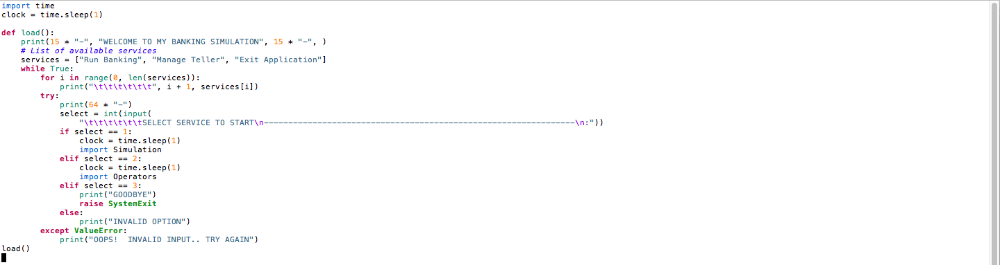 import time
clock = time.sleep(1)

def load():
    print(15 * "-", "WELCOME TO MY BANKING SIMULATION", 15 * "-", )
    # List of available services
    services = ["Run Banking", "Manage Teller", "Exit Application"]
    while True:
        for i in range(0, len(services)):
            print("\t\t\t\t\t\t", i + 1, services[i])
        try:
            print(64 * "-")
            select = int(input(
                "\t\t\t\t\t\tSELECT SERVICE TO START\n----------------------------------------------------------------\n:"))
            if select == 1:
                clock = time.sleep(1)
                import Simulation
            elif select == 2:
                clock = time.sleep(1)
                import Operators
            elif select == 3:
                print("GOODBYE")
                raise SystemExit
            else:
                print("INVALID OPTION")
        except ValueError:
            print("OOPS!  INVALID INPUT.. TRY AGAIN")
load()